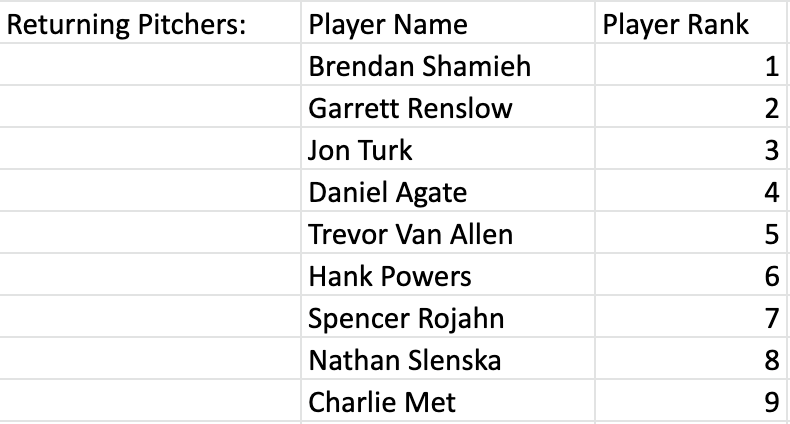 Returning Pitchers: Player Name Player Rank
Brendan Shamieh 1
Garrett Renslow 2
Jon Turk 3
Daniel Agate 4
Trevor Van Allen 5
Hank Powers 6
Spencer Rojahn 7
Nathan Slenska 8
Charlie Met 9